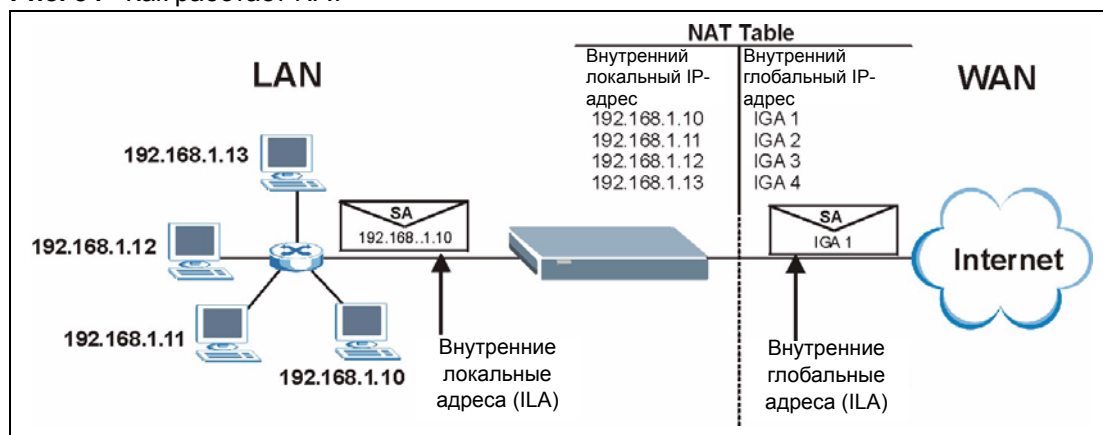 NAT Table
LAN
WAN
Внутренний
локальный IP-
адрес
192.168.1.10
192.168.1.11
192.168.1.12
192.168.1.13
Внутренний
глобальный IP-
адрес
IGA 1
IGA 2
IGA 3
IGA 4
192.168.1.13
192.168.1.12
192.168.1.11
192.168.1.10
SA
192.168..1.10
SA
IGA 1
Internet
Внутренние
локальные
адреса (ILA)
Внутренние
глобальные
адреса (ILA)